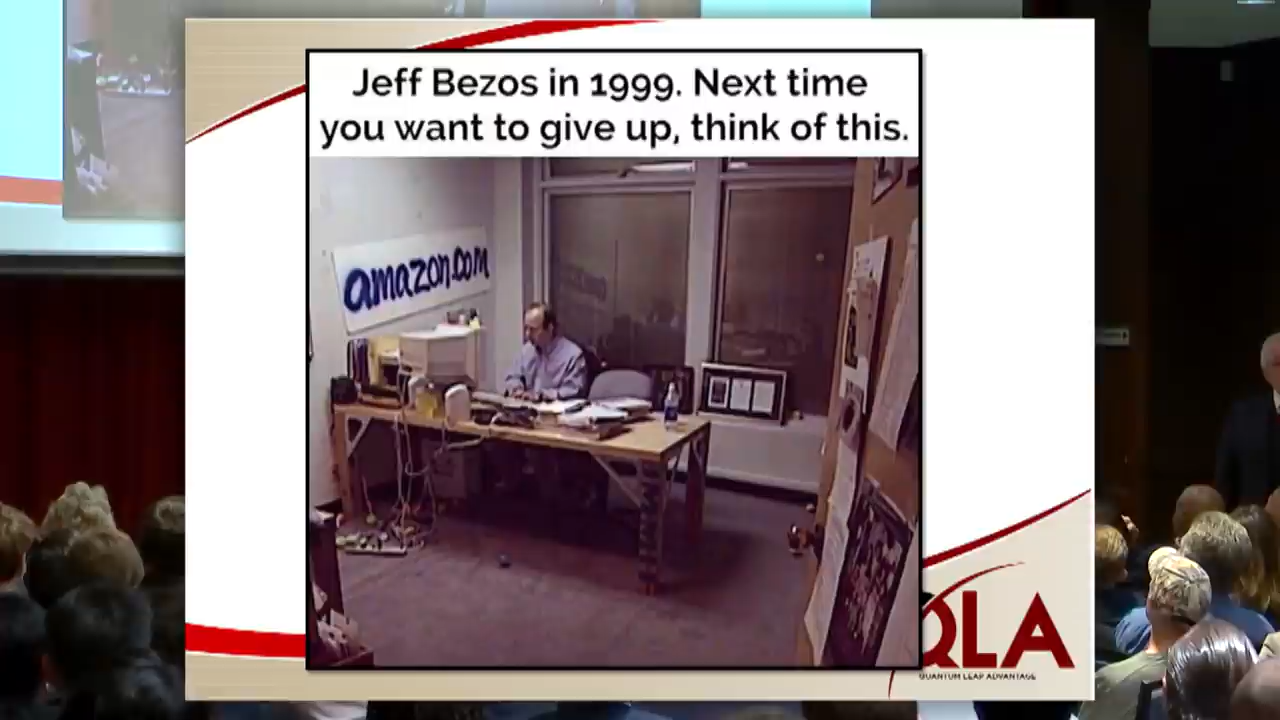 Jeff Bezos in 1999. Next time
you want to give up, think of this.
amazon.com
QLA
QUANTUM LEAP ADVANTAGE